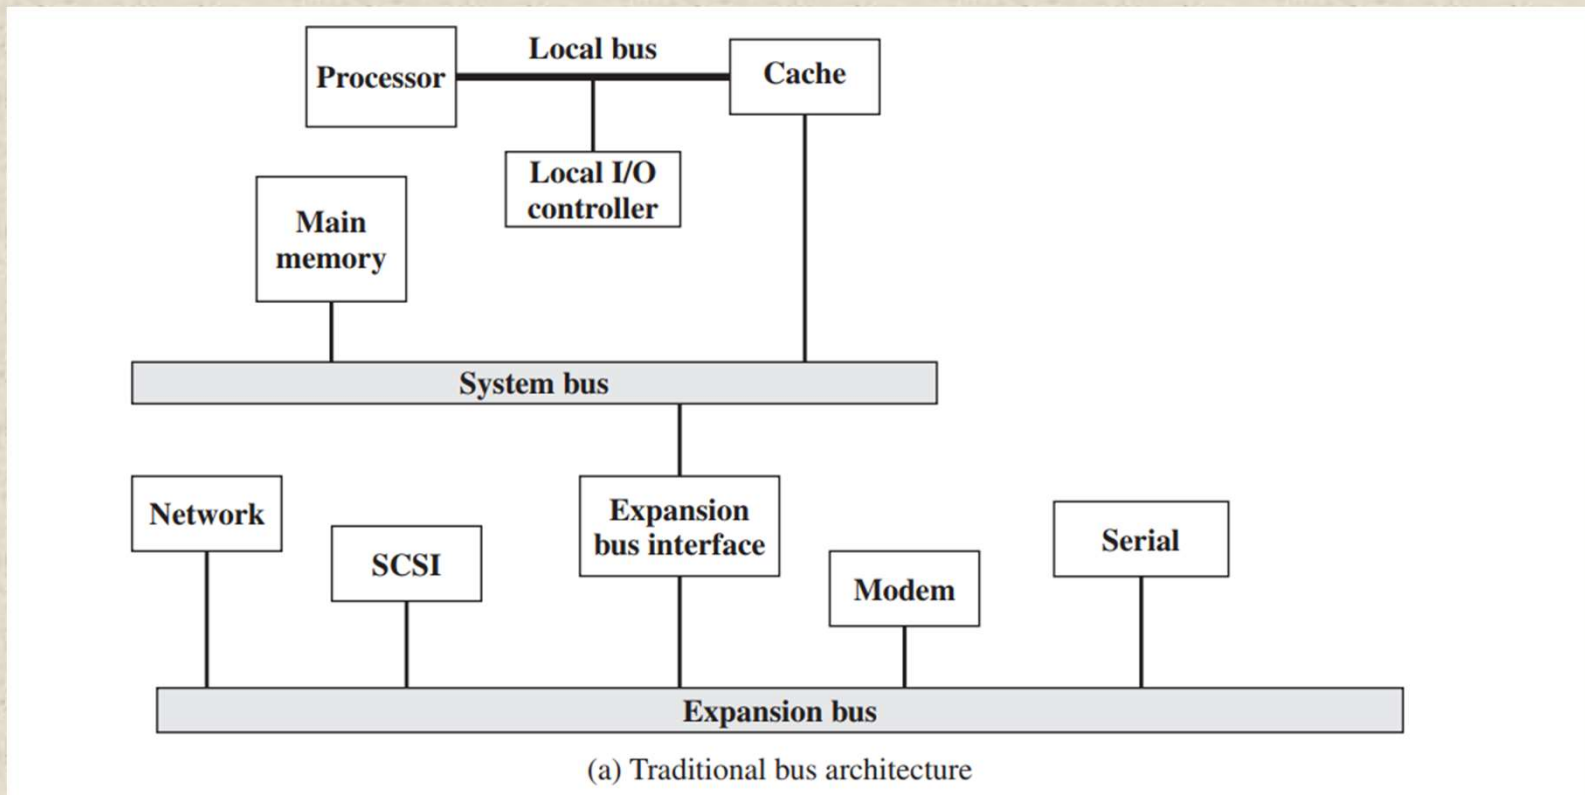 Local bus
Processor
Cache
Local I/O
controller
Main
memory
System bus
Network
SCSI
Expansion
bus interface
Modem
Serial
Expansion bus
(a) Traditional bus architecture